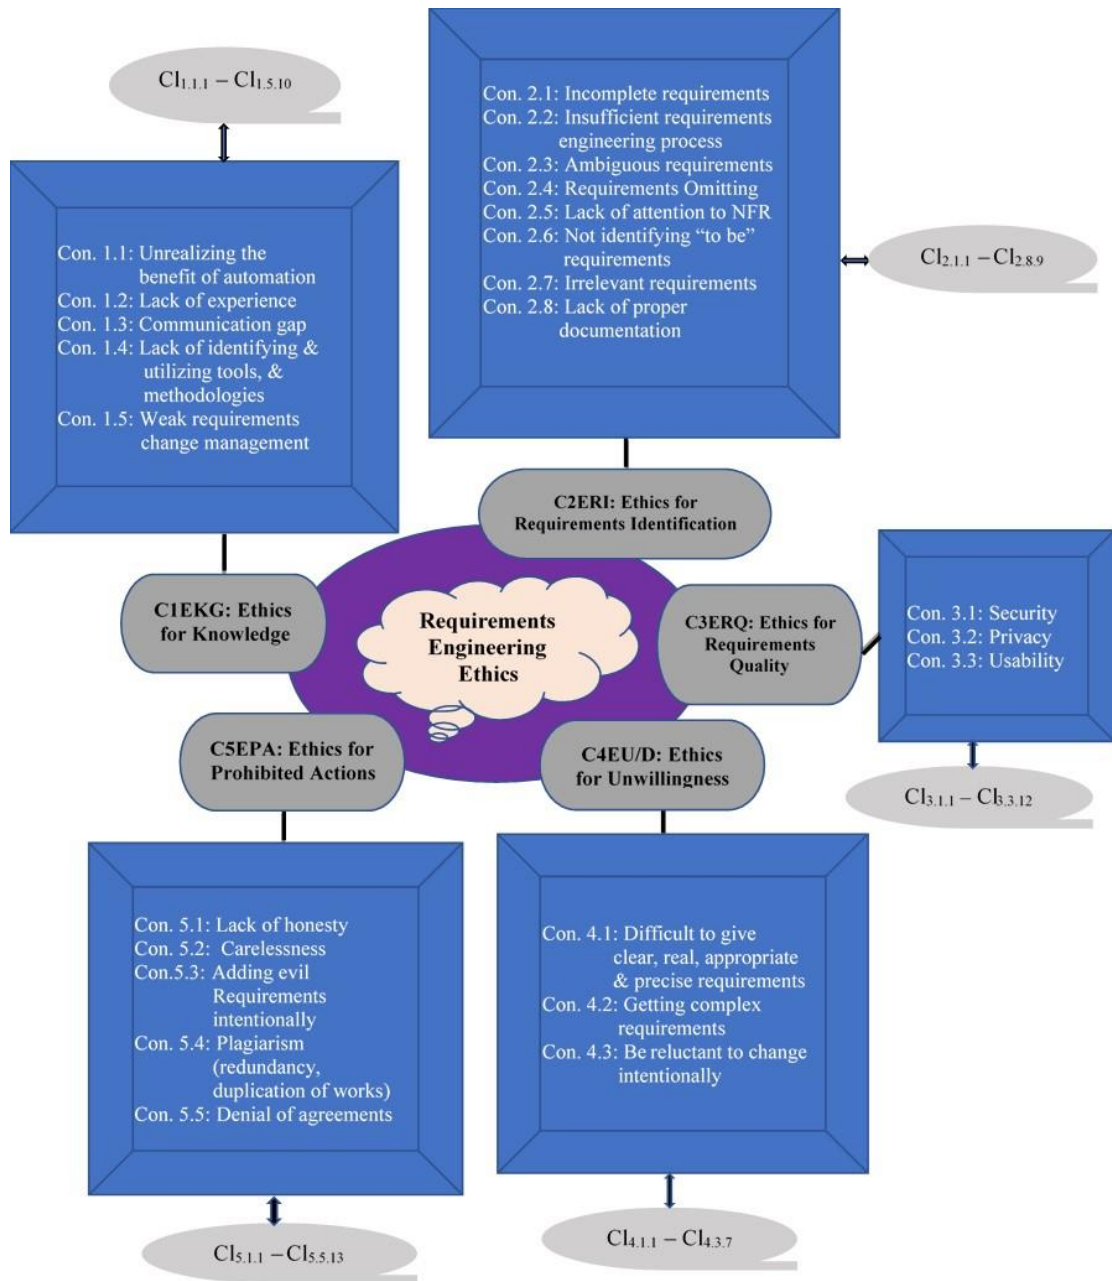 Cl1.1.1 – Cl1.5.10
Con. 1.1: Unrealizing the
benefit of automation
Con. 1.2: Lack of experience
Con. 1.3: Communication gap
Con. 1.4: Lack of identifying &
utilizing tools, &
methodologies
Con. 1.5: Weak requirements
change management
Con. 2.1: Incomplete requirements
Con. 2.2: Insufficient requirements
engineering process
Con. 2.3: Ambiguous requirements
Con. 2.4: Requirements Omitting
Con. 2.5: Lack of attention to NFR
Con. 2.6: Not identifying “to be”
requirements
Con. 2.7: Irrelevant requirements
Con. 2.8: Lack of proper
documentation
Cl2.1.1 – Cl2.8.9
C2ERI: Ethics for
Requirements Identification
C1EKG: Ethics
for Knowledge
Requirements
Engineering
Ethics
C3ERQ: Ethics for
Requirements
Quality
Con. 3.1: Security
Con. 3.2: Privacy
Con. 3.3: Usability
Cl3.1.1 – Cl3.3.12
C5EPA: Ethics for
Prohibited Actions
C4EU/D: Ethics
for Unwillingness
Con. 5.1: Lack of honesty
Con. 5.2: Carelessness
Con.5.3: Adding evil
Requirements
intentionally
Con. 5.4: Plagiarism
(redundancy,
duplication of works)
Con. 5.5: Denial of agreements
Con. 4.1: Difficult to give
clear, real, appropriate
& precise requirements
Con. 4.2: Getting complex
requirements
Con. 4.3: Be reluctant to change
intentionally
Cl5.1.1 – Cl5.5.13
Cl4.1.1 – Cl4.3.7